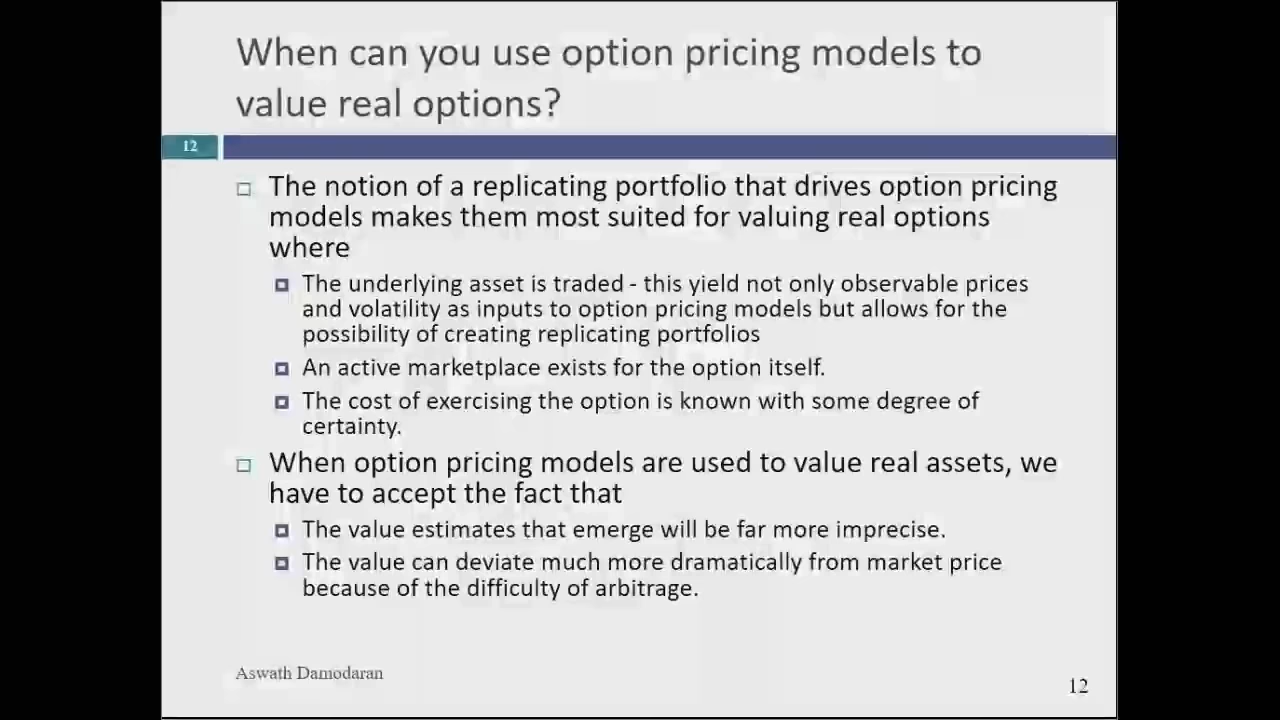 When can you use option pricing models to
value real options?
12
The notion of a replicating portfolio that drives option pricing
models makes them most suited for valuing real options
where
The underlying asset is traded - this yield not only observable prices
and volatility as inputs to option pricing models but allows for the
possibility of creating replicating portfolios
An active marketplace exists for the option itself.
The cost of exercising the option is known with some degree of
certainty.
When option pricing models are used to value real assets, we
have to accept the fact that
The value estimates that emerge will be far more imprecise.
The value can deviate much more dramatically from market price
because of the difficulty of arbitrage.
Aswath Damodaran
12